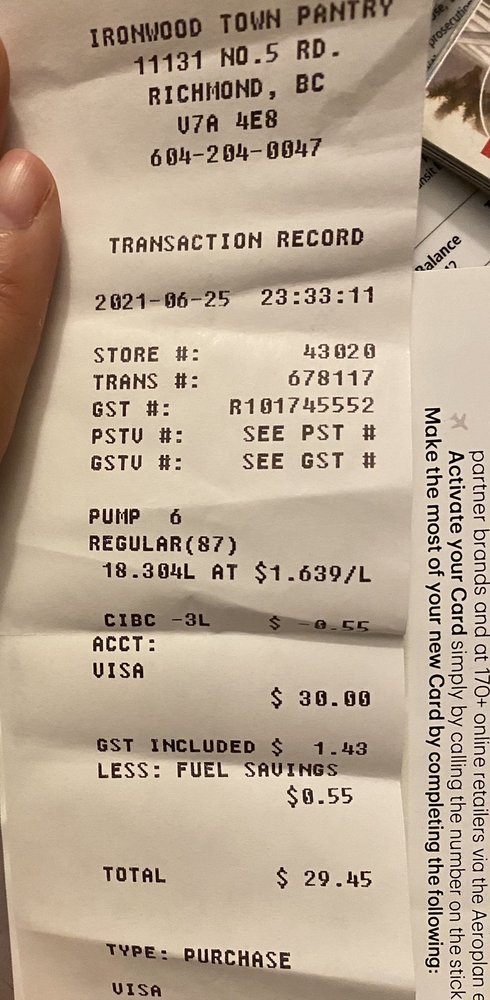 IRONWOOD TOWN PANTRY
11131 NO.5 RD.
RICHMOND, BC
V7A 4E8
604-204-0047
TRANSACTION RECORD
2021-06-25 23:33:11
STORE #: 43020
TRANS #: 678117
GST #: R101745552
PSTV #: SEE PST #
GSTV #: SEE GST #
PUMP 6
REGULAR(87)
18.304L AT $1.639/L
CIBC -3L $ -0.55
ACCT:
VISA
$ 30.00
GST INCLUDED $ 1.43
LESS: FUEL SAVINGS
$0.55
TOTAL $ 29.45
TYPE: PURCHASE
VISA
prosecution
Balance
partner brands and at 170+ online retailers via the Aeroplan
Activate your Card simply by calling the number on the stick
Make the most of your new Card by completing the following: